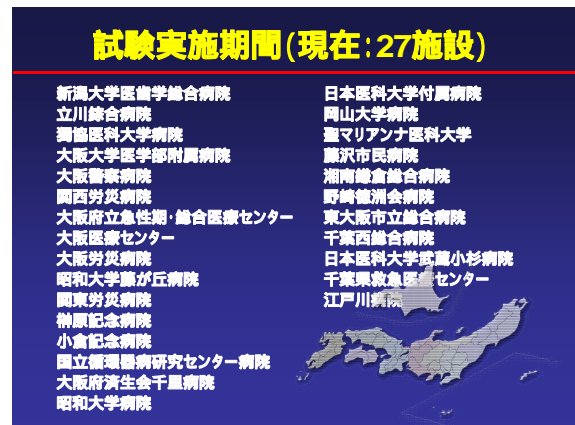 試験実施期間(現在:27施設)
新潟大学医歯学総合病院
立川綜合病院
獨協医科大学病院
大阪大学医学部附属病院
大阪警察病院
関西労災病院
大阪府立急性期・総合医療センター
大阪医療センター
大阪労災病院
昭和大学藤が丘病院
関東労災病院
榊原記念病院
小倉記念病院
国立循環器病研究センター病院
大阪府済生会千里病院
昭和大学病院
日本医科大学付属病院
岡山大学病院
聖マリアンナ医科大学
藤沢市民病院
湘南鎌倉総合病院
野崎徳洲会病院
東大阪市立総合病院
千葉西総合病院
日本医科大学武蔵小杉病院
千葉県救急医療センター
江戸川病院